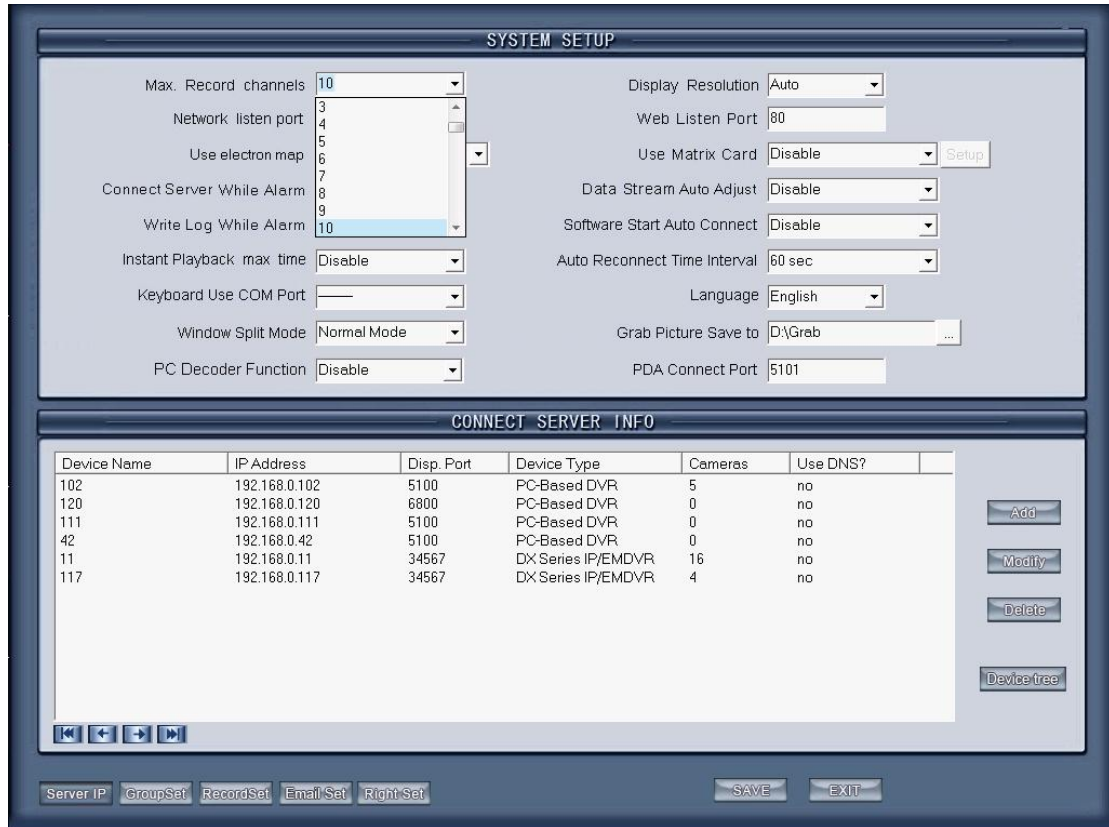 SYSTEM SETUP
Max. Record channels 10 Display Resolution Auto
3
4
Network listen port Web Listen Port 80
5
6
Use electron map Use Matrix Card Disable Setup
7
8
Connect Server While Alarm Data Stream Auto Adjust Disable
9
10
Write Log While Alarm Software Start Auto Connect Disable
Instant Playback max time Disable Auto Reconnect Time Interval 60 sec
Keyboard Use COM Port Language English
Window Split Mode Normal Mode Grab Picture Save to D:\Grab ...
PC Decoder Function Disable PDA Connect Port 5101
CONNECT SERVER INFO
Device Name IP Address Disp. Port Device Type Cameras Use DNS?
102 192.168.0.102 5100 PC-Based DVR 5 no
120 192.168.0.120 6800 PC-Based DVR 0 no
111 192.168.0.111 5100 PC-Based DVR 0 no
42 192.168.0.42 5100 PC-Based DVR 0 no
11 192.168.0.11 34567 DX Series IP/EMDVR 16 no
117 192.168.0.117 34567 DX Series IP/EMDVR 4 no
Add
Modify
Delete
Device tree
Server IP GroupSet RecordSet Email Set Right Set SAVE EXIT